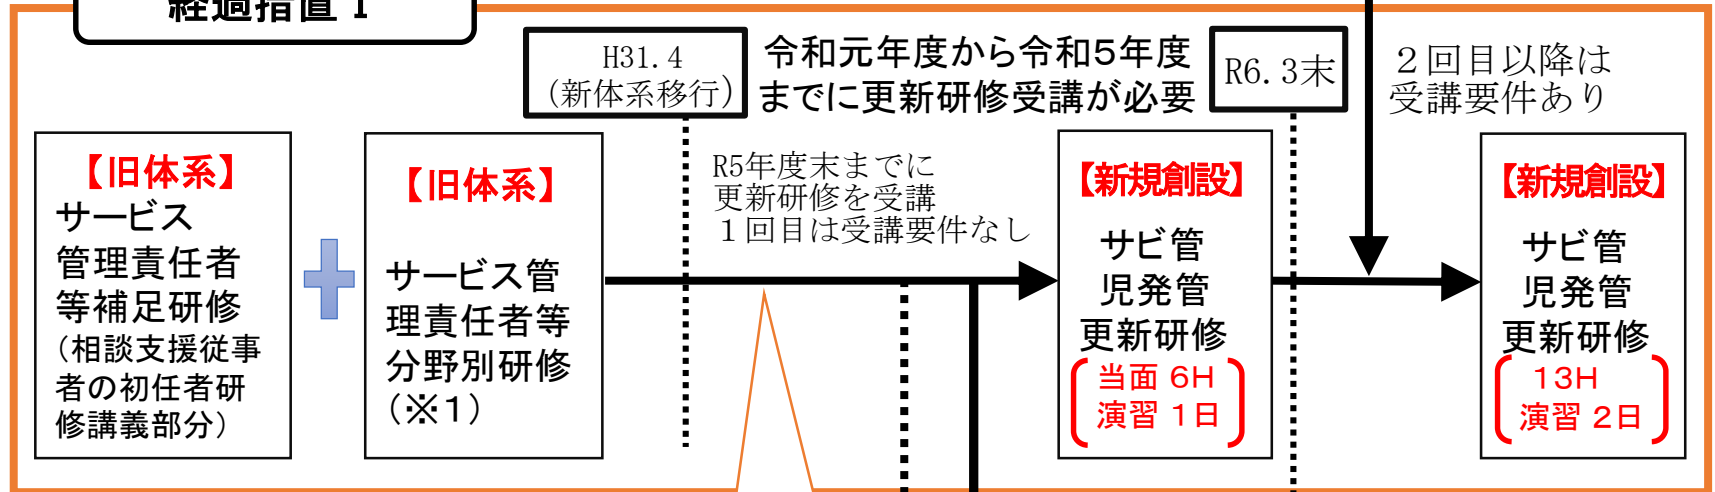 経過措置1
H31.4
(新体系移行)
令和元年度から令和5年度
までに更新研修受講が必要
R6.3末
２回目以降は
受講要件あり
【旧体系】
サービス
管理責任者
等補足研修
(相談支援従事
者の初任者研
修講義部分)
【旧体系】
サービス管
理責任者等
分野別研修
(※１)
R5年度末までに
更新研修を受講
１回目は受講要件なし
【新規創設】
サビ管
児発管
更新研修
当面 6H
演習 1日
【新規創設】
サビ管
児発管
更新研修
13H
演習 2日